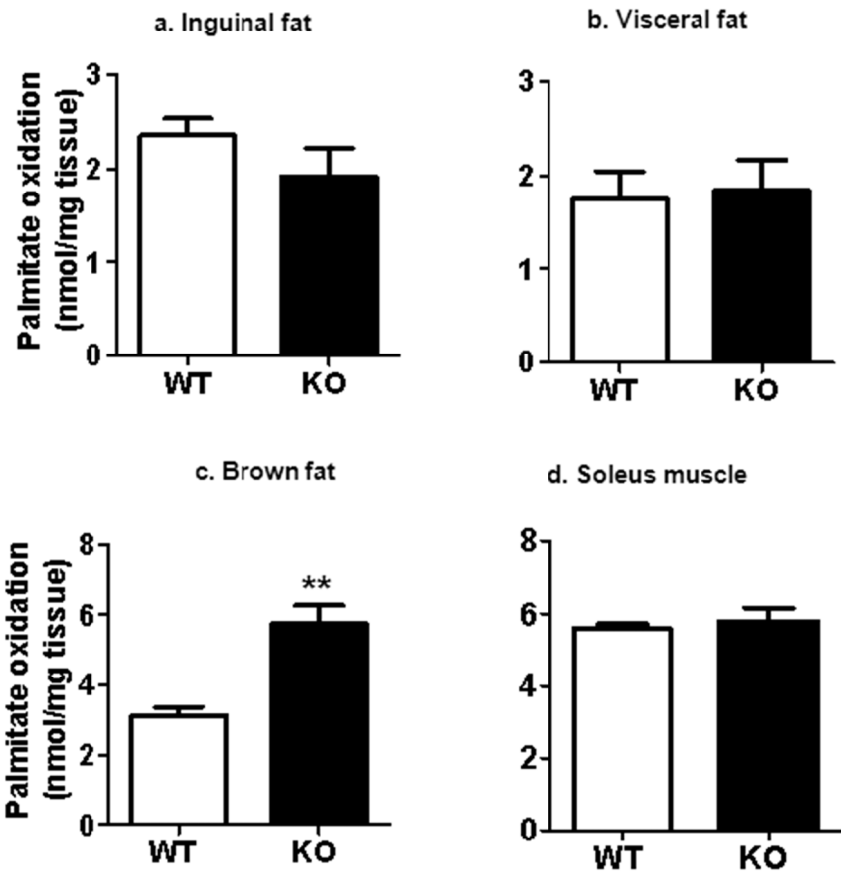 a. Inguinal fat
b. Visceral fat
Palmitate oxidation
(nmol/mg tissue)
3
2
1
0
WT
KO
3
2
1
0
WT
KO
c. Brown fat
d. Soleus muscle
Palmitate oxidation
(nmol/mg tissue)
8
6
4
2
0
**
WT
KO
8
6
4
2
0
WT
KO